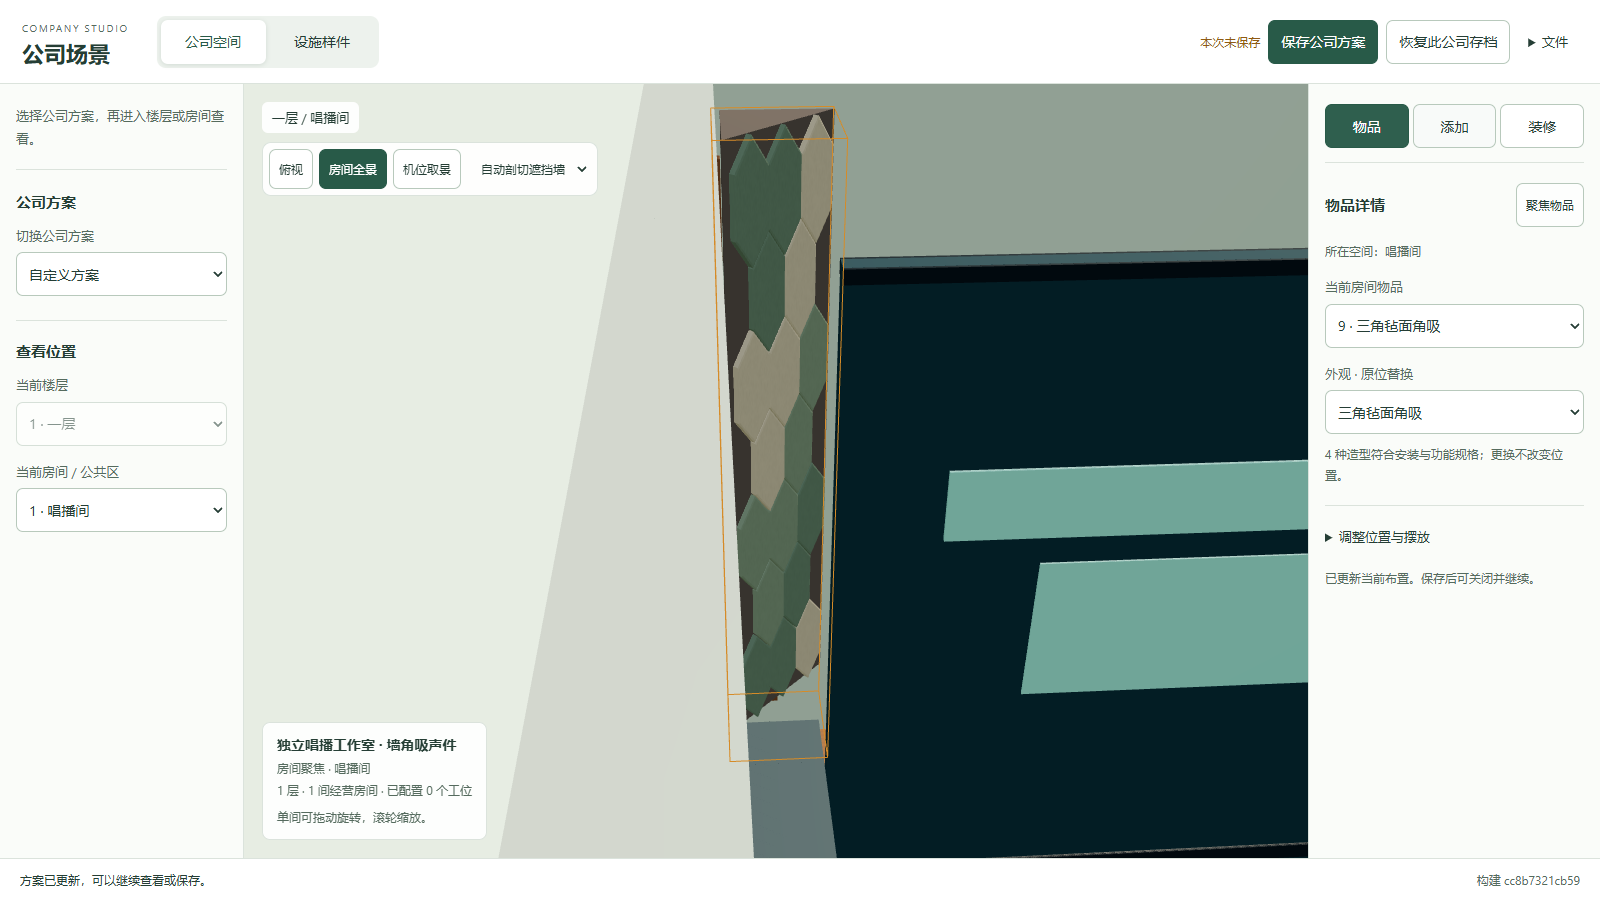 COMPANY STUDIO
公司场景
公司空间
设施样件
本次未保存
保存公司方案
恢复此公司存档
文件
选择公司方案，再进入楼层或房间查
看。
公司方案
切换公司方案
自定义方案
查看位置
当前楼层
1 · 一层
当前房间 / 公共区
1 · 唱播间
一层 / 唱播间
俯视
房间全景
机位取景
自动剖切遮挡墙
独立唱播工作室 · 墙角吸声件
房间聚焦 · 唱播间
1 层 · 1 间经营房间 · 已配置 0 个工位
单间可拖动旋转，滚轮缩放。
物品
添加
装修
物品详情
聚焦物品
所在空间：唱播间
当前房间物品
9 · 三角毡面角吸
外观 · 原位替换
三角毡面角吸
4 种造型符合安装与功能规格；更换不改变位
置。
调整位置与摆放
已更新当前布置。保存后可关闭并继续。
方案已更新，可以继续查看或保存。
构建 cc8b7321cb59